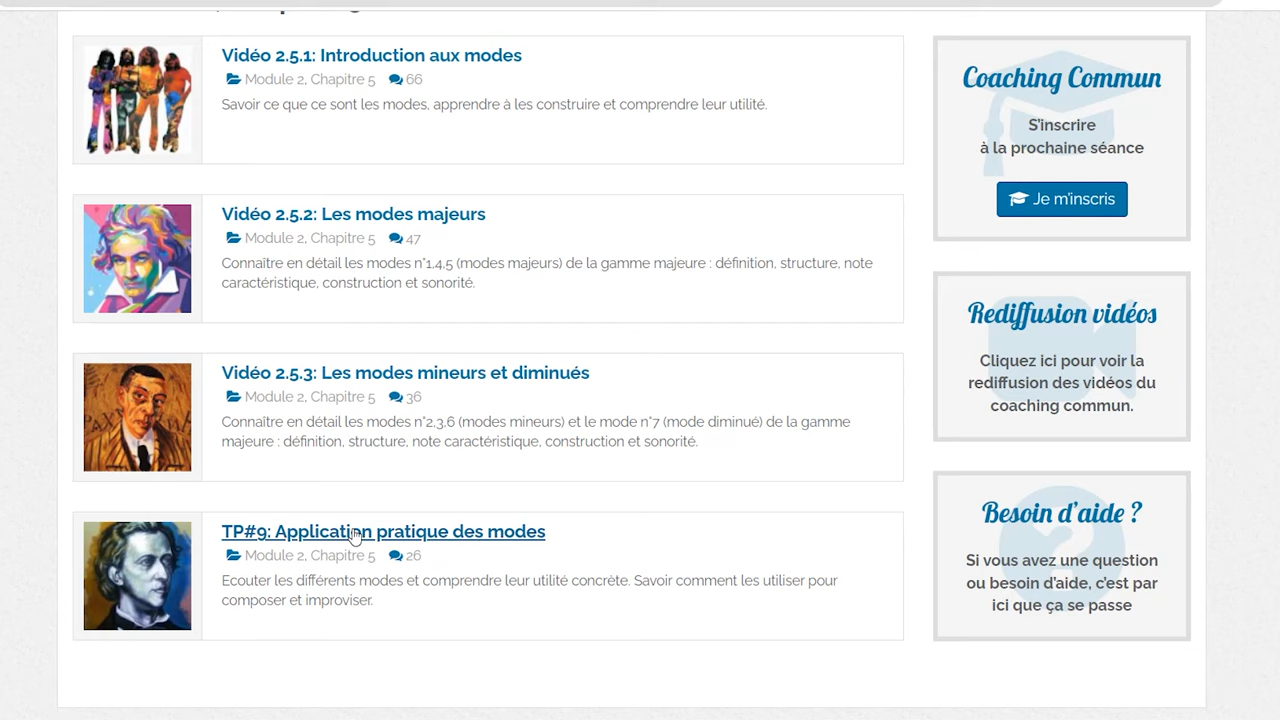 Vidéo 2.5.1: Introduction aux modes
Module 2, Chapitre 5 66
Savoir ce que ce sont les modes, apprendre à les construire et comprendre leur utilité.
Vidéo 2.5.2: Les modes majeurs
Module 2, Chapitre 5 47
Connaître en détail les modes n°1,4,5 (modes majeurs) de la gamme majeure : définition, structure, note
caractéristique, construction et sonorité.
Vidéo 2.5.3: Les modes mineurs et diminués
Module 2, Chapitre 5 36
Connaître en détail les modes n°2,3,6 (modes mineurs) et le mode n°7 (mode diminué) de la gamme
majeure : définition, structure, note caractéristique, construction et sonorité.
TP#9: Application pratique des modes
Module 2, Chapitre 5 26
Ecouter les différents modes et comprendre leur utilité concrète. Savoir comment les utiliser pour
composer et improviser.
Coaching Commun
S'inscrire
à la prochaine séance
Je m'inscris
Rediffusion vidéos
Cliquez ici pour voir la
rediffusion des vidéos du
coaching commun.
Besoin d'aide ?
Si vous avez une question
ou besoin d'aide, c'est par
ici que ça se passe